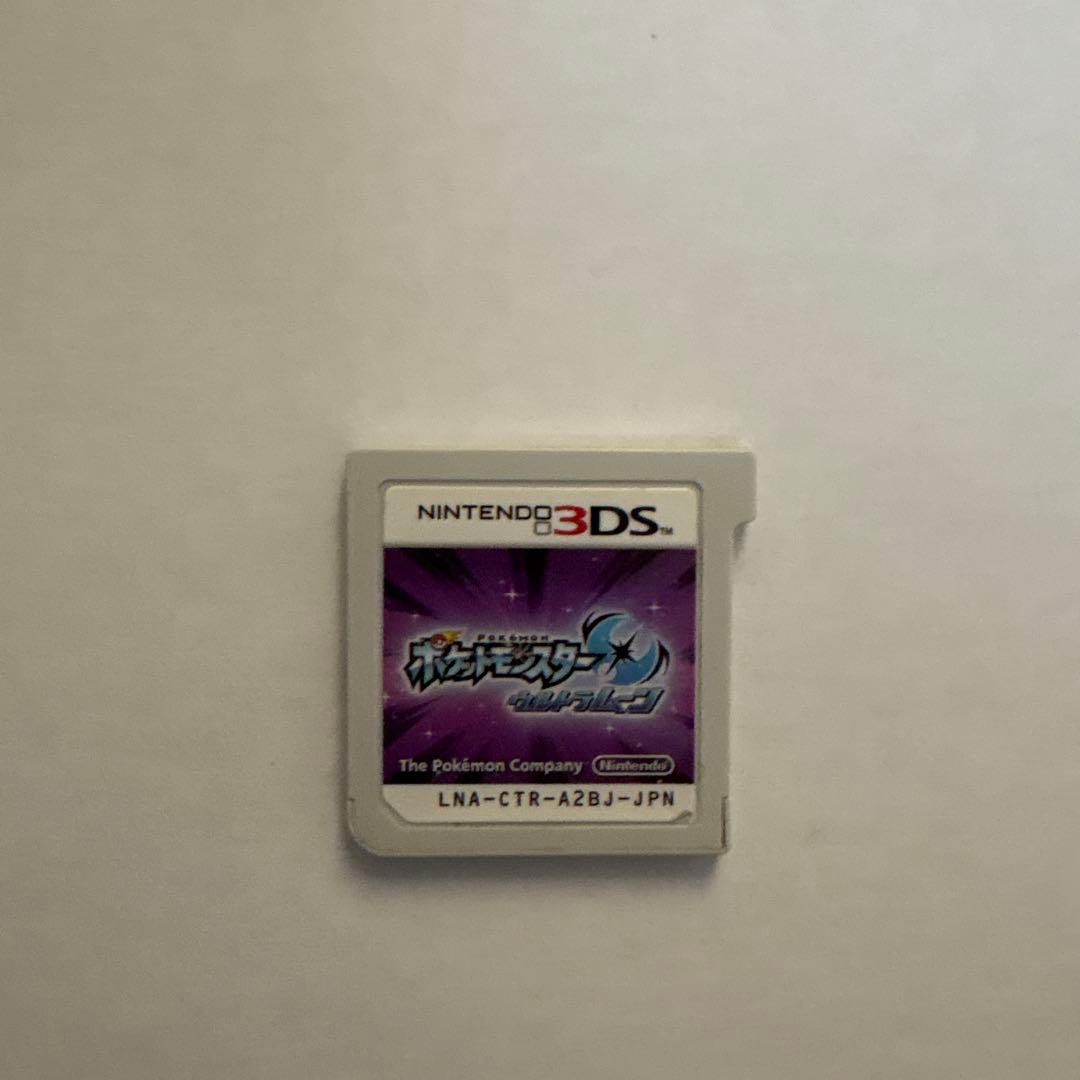 NINTENDO 3DS™
POKÉMON
ポケットモンスター
ウルトラムーン
The Pokémon Company Nintendo
LNA-CTR-A2BJ-JPN